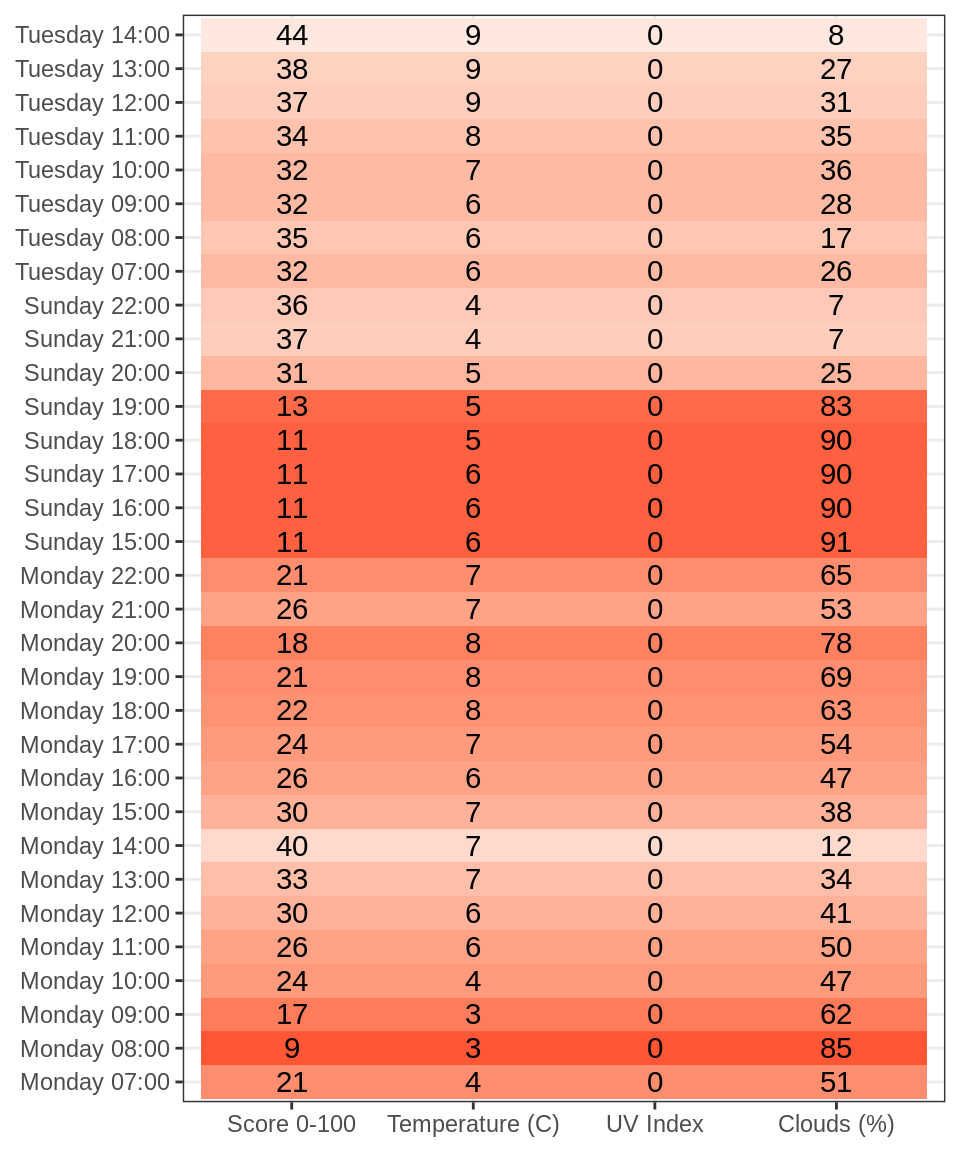 Tuesday 14:00 44 9 0 8
Tuesday 13:00 38 9 0 27
Tuesday 12:00 37 9 0 31
Tuesday 11:00 34 8 0 35
Tuesday 10:00 32 7 0 36
Tuesday 09:00 32 6 0 28
Tuesday 08:00 35 6 0 17
Tuesday 07:00 32 6 0 26
Sunday 22:00 36 4 0 7
Sunday 21:00 37 4 0 7
Sunday 20:00 31 5 0 25
Sunday 19:00 13 5 0 83
Sunday 18:00 11 5 0 90
Sunday 17:00 11 6 0 90
Sunday 16:00 11 6 0 90
Sunday 15:00 11 6 0 91
Monday 22:00 21 7 0 65
Monday 21:00 26 7 0 53
Monday 20:00 18 8 0 78
Monday 19:00 21 8 0 69
Monday 18:00 22 8 0 63
Monday 17:00 24 7 0 54
Monday 16:00 26 6 0 47
Monday 15:00 30 7 0 38
Monday 14:00 40 7 0 12
Monday 13:00 33 7 0 34
Monday 12:00 30 6 0 41
Monday 11:00 26 6 0 50
Monday 10:00 24 4 0 47
Monday 09:00 17 3 0 62
Monday 08:00 9 3 0 85
Monday 07:00 21 4 0 51
Score 0-100 Temperature (C) UV Index Clouds (%)